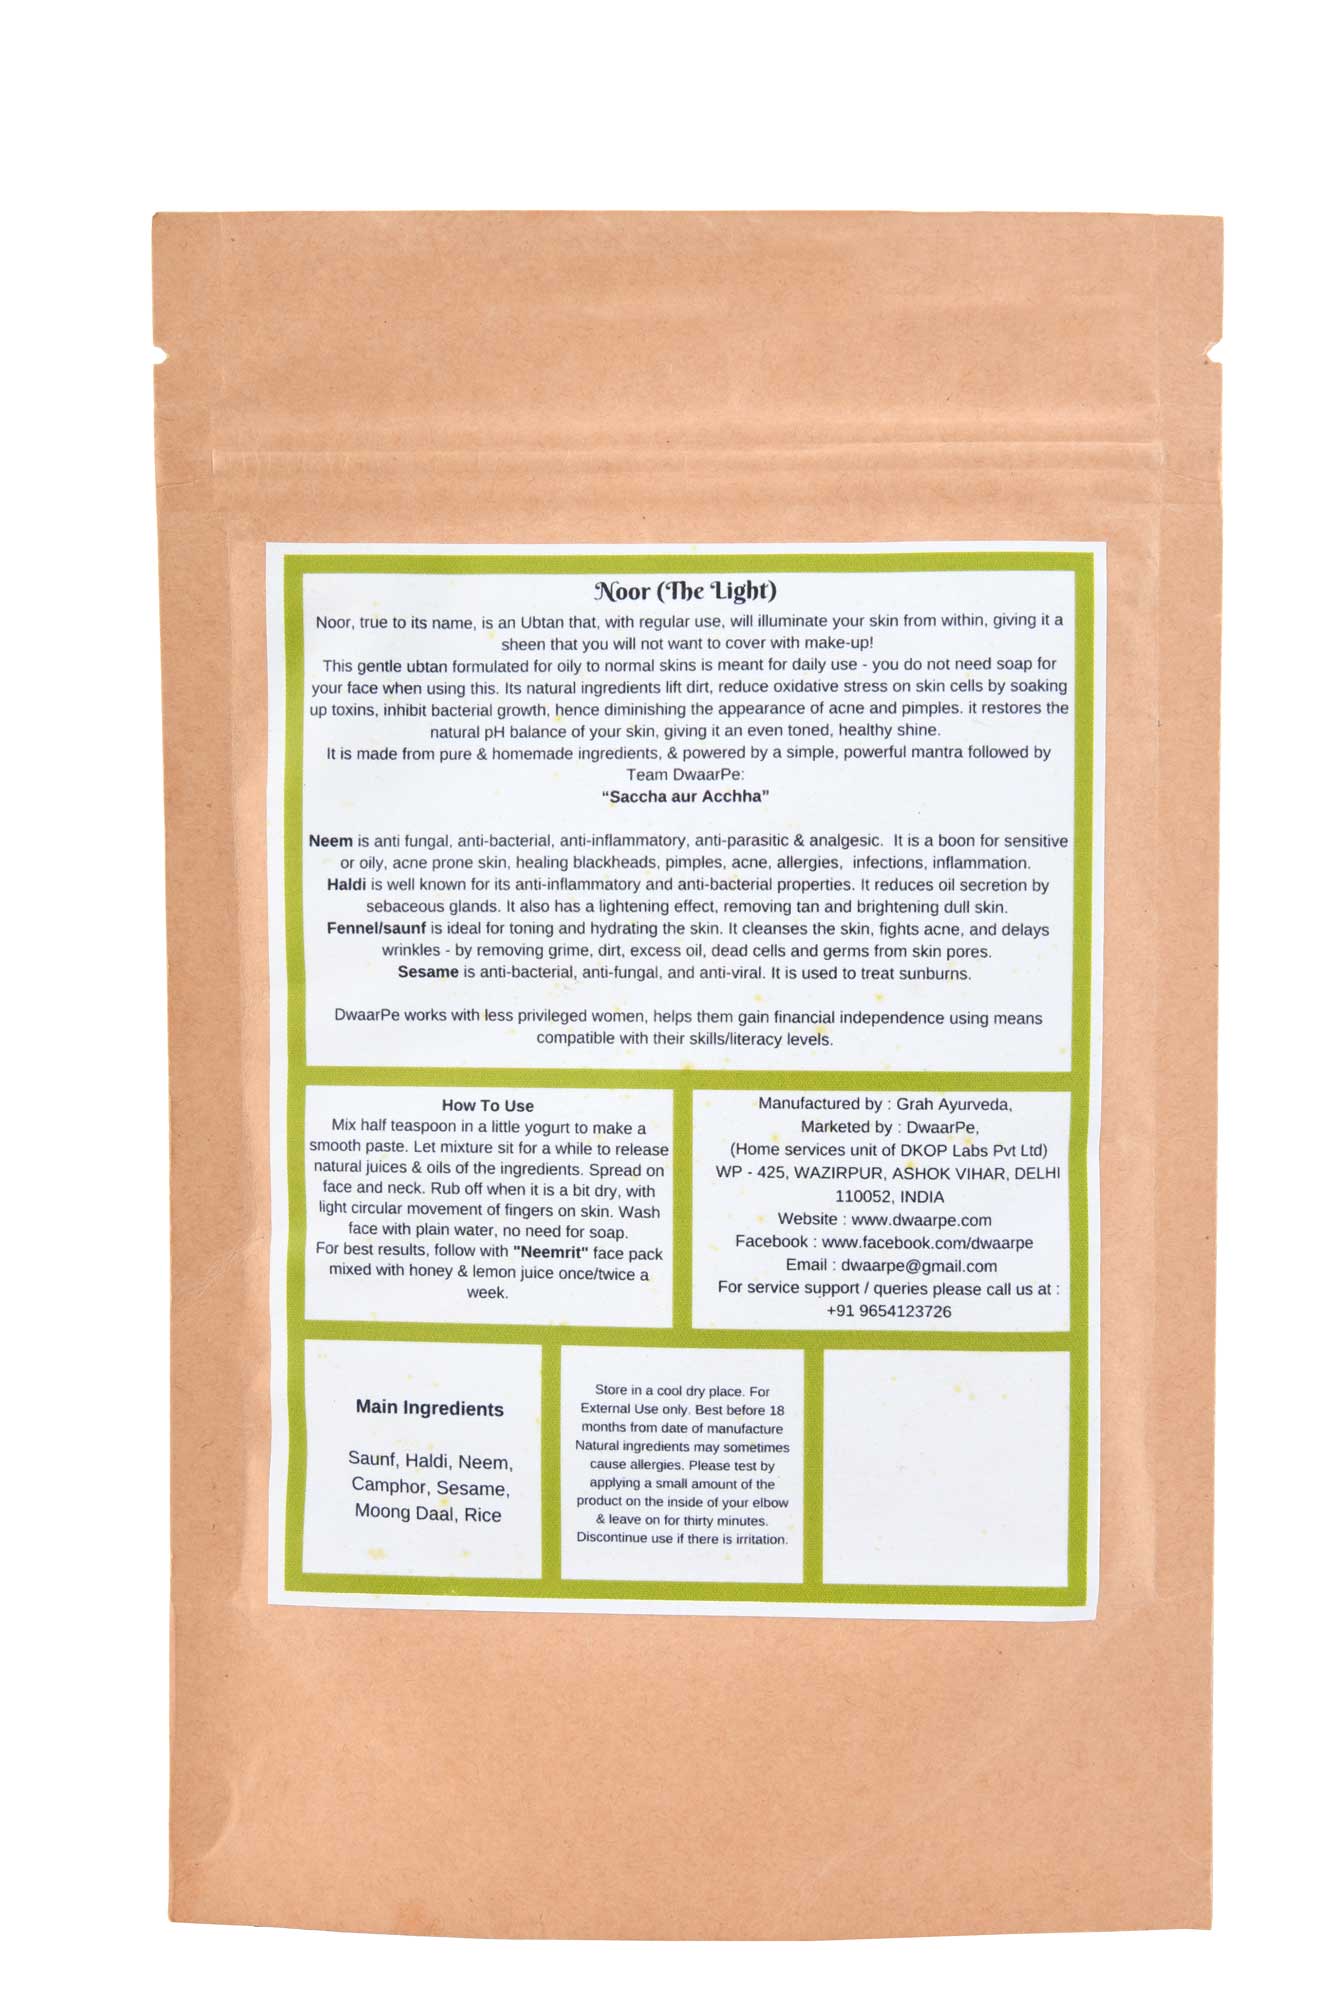 Noor (The Light)
Noor, true to its name, is an Ubtan that, with regular use, will illuminate your skin from within, giving it a
sheen that you will not want to cover with make-up!
This gentle ubtan formulated for oily to normal skins is meant for daily use - you do not need soap for
your face when using this. Its natural ingredients lift dirt, reduce oxidative stress on skin cells by soaking
up toxins, inhibit bacterial growth, hence diminishing the appearance of acne and pimples. it restores the
natural pH balance of your skin, giving it an even toned, healthy shine.
It is made from pure & homemade ingredients, & powered by a simple, powerful mantra followed by
Team DwaarPe:
“Saccha aur Acchha”
Neem is anti fungal, anti-bacterial, anti-inflammatory, anti-parasitic & analgesic. It is a boon for sensitive
or oily, acne prone skin, healing blackheads, pimples, acne, allergies, infections, inflammation.
Haldi is well known for its anti-inflammatory and anti-bacterial properties. It reduces oil secretion by
sebaceous glands. It also has a lightening effect, removing tan and brightening dull skin.
Fennel/saunf is ideal for toning and hydrating the skin. It cleanses the skin, fights acne, and delays
wrinkles - by removing grime, dirt, excess oil, dead cells and germs from skin pores.
Sesame is anti-bacterial, anti-fungal, and anti-viral. It is used to treat sunburns.
DwaarPe works with less privileged women, helps them gain financial independence using means
compatible with their skills/literacy levels.
How To Use
Mix half teaspoon in a little yogurt to make a
smooth paste. Let mixture sit for a while to release
natural juices & oils of the ingredients. Spread on
face and neck. Rub off when it is a bit dry, with
light circular movement of fingers on skin. Wash
face with plain water, no need for soap.
For best results, follow with "Neemrit" face pack
mixed with honey & lemon juice once/twice a
week.
Manufactured by : Grah Ayurveda,
Marketed by : DwaarPe,
(Home services unit of DKOP Labs Pvt Ltd)
WP - 425, WAZIRPUR, ASHOK VIHAR, DELHI
110052, INDIA
Website : www.dwaarpe.com
Facebook : www.facebook.com/dwaarpe
Email : dwaarpe@gmail.com
For service support / queries please call us at :
+91 9654123726
Main Ingredients
Saunf, Haldi, Neem,
Camphor, Sesame,
Moong Daal, Rice
Store in a cool dry place. For
External Use only. Best before 18
months from date of manufacture
Natural ingredients may sometimes
cause allergies. Please test by
applying a small amount of the
product on the inside of your elbow
& leave on for thirty minutes.
Discontinue use if there is irritation.